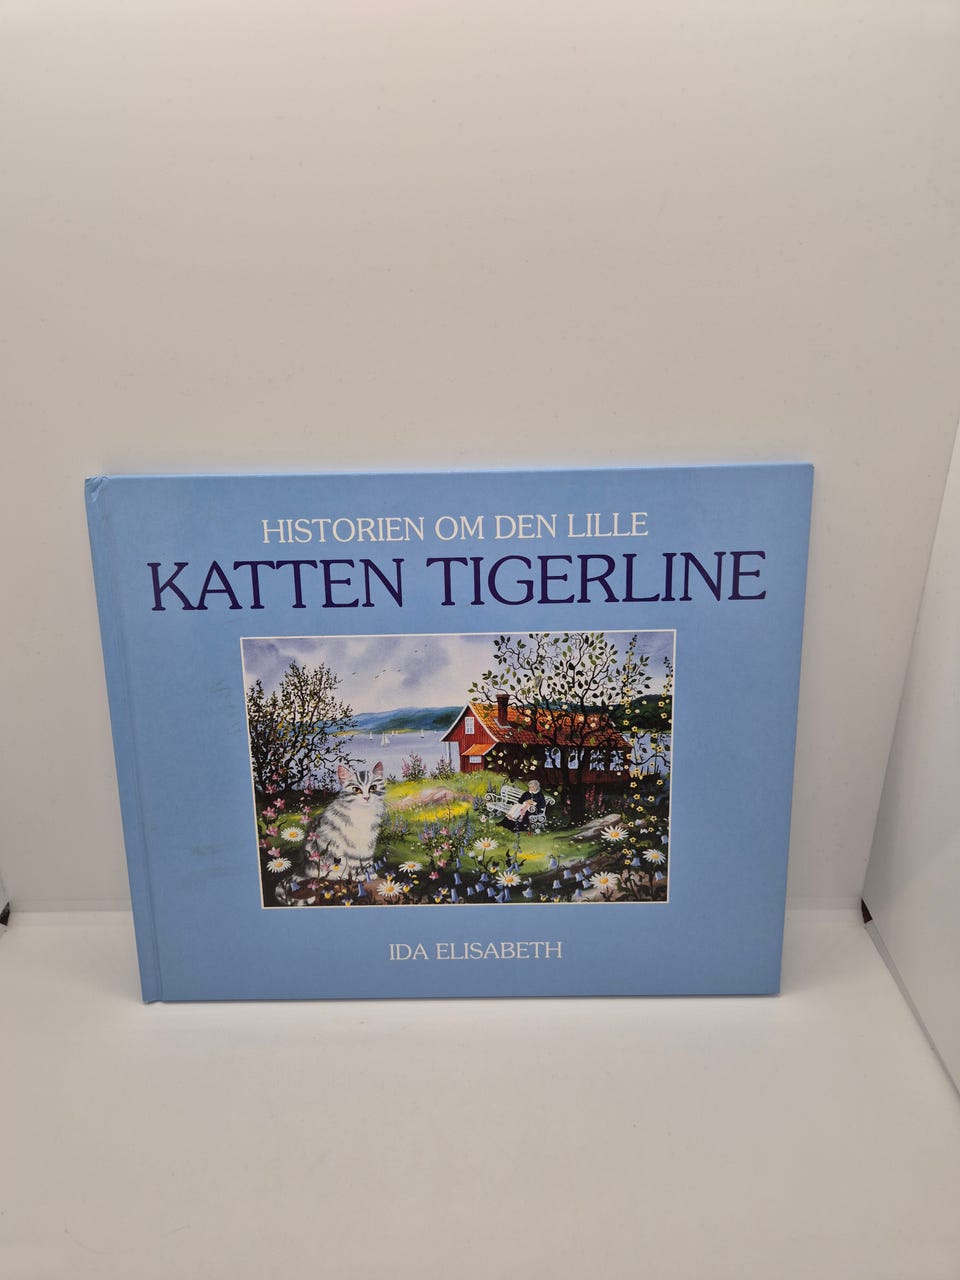 HISTORIEN OM DEN LILLE
KATTEN TIGERLINE
IDA ELISABETH